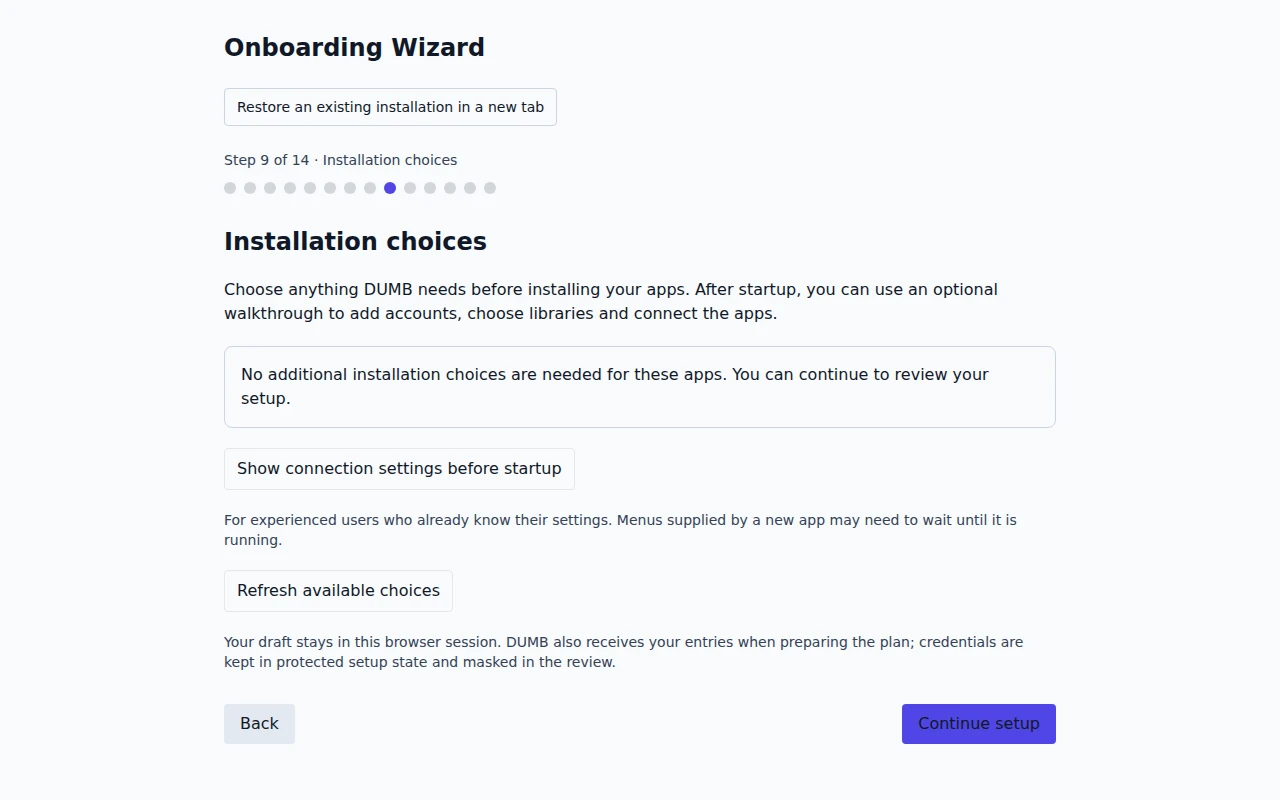 Onboarding Wizard
Restore an existing installation in a new tab
Step 9 of 14 · Installation choices
Installation choices
Choose anything DUMB needs before installing your apps. After startup, you can use an optional
walkthrough to add accounts, choose libraries and connect the apps.
No additional installation choices are needed for these apps. You can continue to review your
setup.
Show connection settings before startup
For experienced users who already know their settings. Menus supplied by a new app may need to wait until it is
running.
Refresh available choices
Your draft stays in this browser session. DUMB also receives your entries when preparing the plan; credentials are
kept in protected setup state and masked in the review.
Back
Continue setup